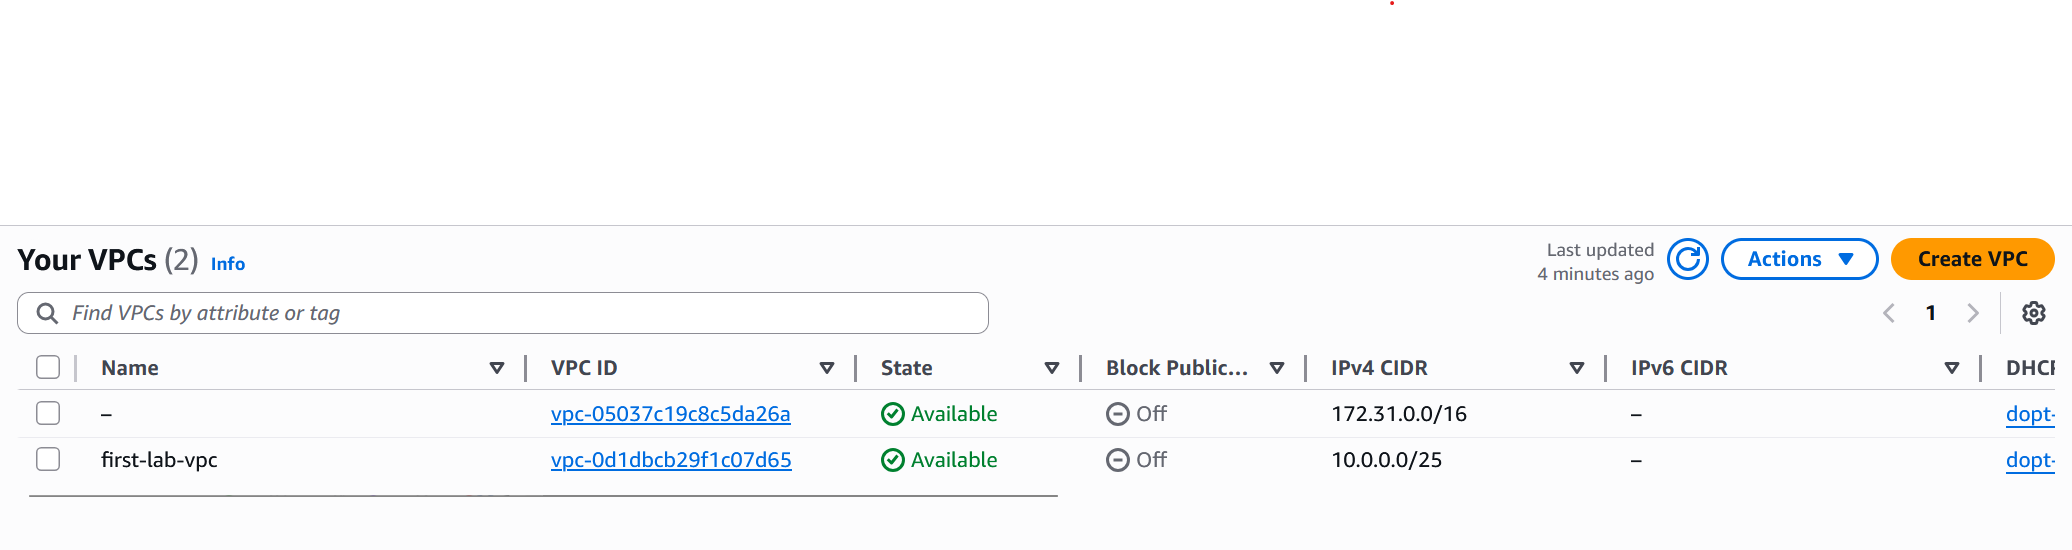 Your VPCs (2) Info
Last updated
4 minutes ago
Actions
Create VPC
Find VPCs by attribute or tag
1
Name VPC ID State Block Public... IPv4 CIDR IPv6 CIDR DHCP
– vpc-05037c19c8c5da26a Available Off 172.31.0.0/16 – dopt-
first-lab-vpc vpc-0d1dbcb29f1c07d65 Available Off 10.0.0.0/25 – dopt-